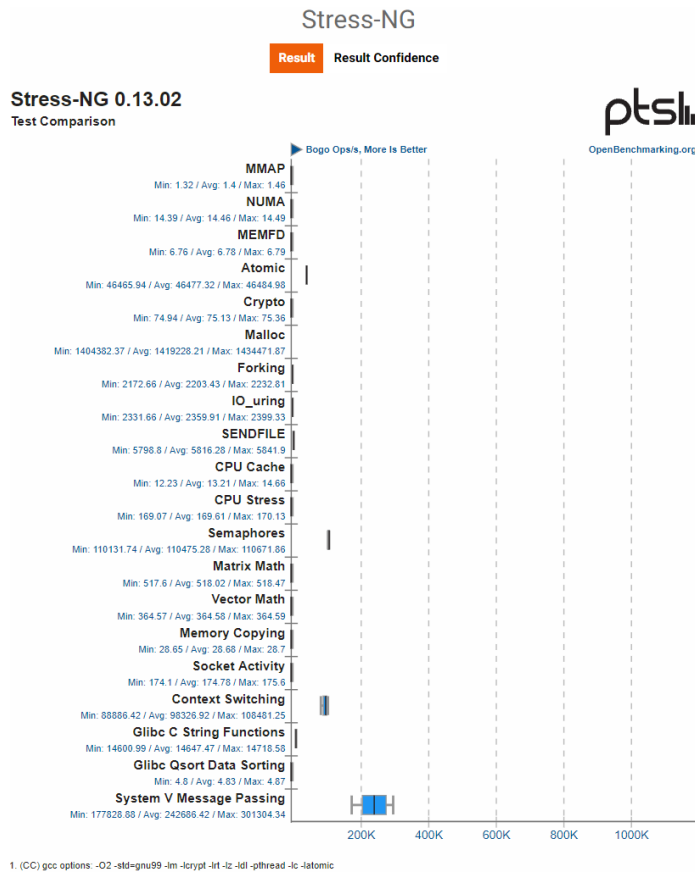 Stress-NG
Result Result Confidence
Stress-NG 0.13.02
Test Comparison
ptsl
Bogo Ops/s, More Is Better
OpenBenchmarking.org
MMAP
Min: 1.32 / Avg: 1.4 / Max: 1.46
NUMA
Min: 14.39 / Avg: 14.46 / Max: 14.49
MEMFD
Min: 6.76 / Avg: 6.78 / Max: 6.79
Atomic
Min: 46465.94 / Avg: 46477.32 / Max: 46484.98
Crypto
Min: 74.94 / Avg: 75.13 / Max: 75.36
Malloc
Min: 1404382.37 / Avg: 1419228.21 / Max: 1434471.87
Forking
Min: 2172.66 / Avg: 2203.43 / Max: 2232.81
IO_uring
Min: 2331.66 / Avg: 2359.91 / Max: 2399.33
SENDFILE
Min: 5798.8 / Avg: 5816.28 / Max: 5841.9
CPU Cache
Min: 12.23 / Avg: 13.21 / Max: 14.66
CPU Stress
Min: 169.07 / Avg: 169.61 / Max: 170.13
Semaphores
Min: 110131.74 / Avg: 110475.28 / Max: 110671.86
Matrix Math
Min: 517.6 / Avg: 518.02 / Max: 518.47
Vector Math
Min: 364.57 / Avg: 364.58 / Max: 364.59
Memory Copying
Min: 28.65 / Avg: 28.68 / Max: 28.7
Socket Activity
Min: 174.1 / Avg: 174.78 / Max: 175.6
Context Switching
Min: 88886.42 / Avg: 98326.92 / Max: 108481.25
Glibc C String Functions
Min: 14600.99 / Avg: 14647.47 / Max: 14718.58
Glibc Qsort Data Sorting
Min: 4.8 / Avg: 4.83 / Max: 4.87
System V Message Passing
Min: 177828.88 / Avg: 242686.42 / Max: 301304.34
200K 400K 600K 800K 1000K
1. (CC) gcc options: -O2 -std=gnu99 -lm -lcrypt -lrt -lz -ldl -pthread -lc -latomic